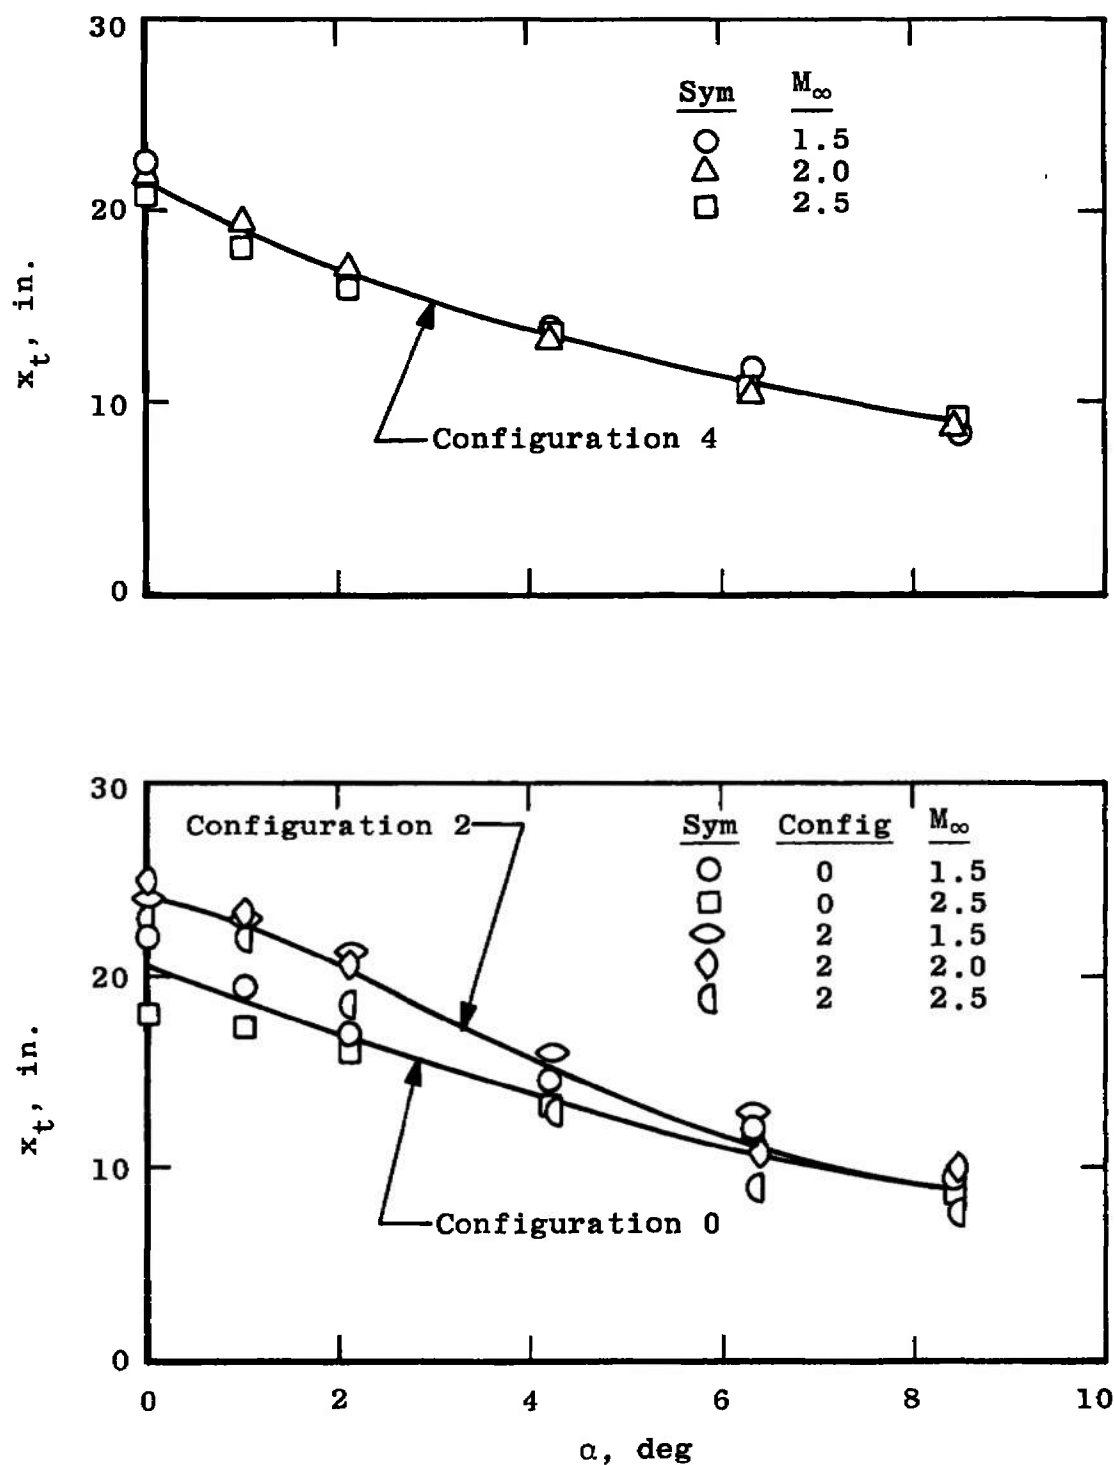 30
Sym M∞
1.5
2.0
2.5
20
xt, in.
10
Configuration 4
0
30
Configuration 2
Sym Config M∞
0 1.5
0 2.5
2 1.5
2 2.0
2 2.5
20
xt, in.
10
Configuration 0
0
0 2 4 6 8 10
α, deg